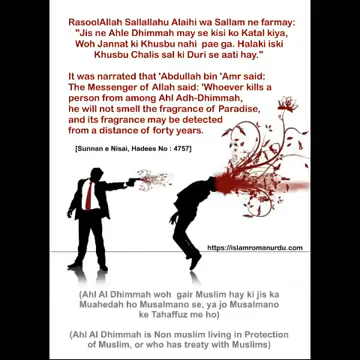 RasoolAllah Sallallahu Alaihi wa Sallam ne farmay:
"Jis ne Ahle Dhimmah may se kisi ko Katal kiya,
Woh Jannat ki Khusbu nahi pae ga. Halaki iski
Khusbu Chalis sal ki Duri se aati hay."
It was narrated that 'Abdullah bin 'Amr said:
The Messenger of Allah said: 'Whoever kills a
person from among Ahl Adh-Dhimmah,
he will not smell the fragrance of Paradise,
and its fragrance may be detected
from a distance of forty years.
[Sunnan e Nisai, Hadees No : 4757]
https://islamromanurdu.com
(Ahl Al Dhimmah woh gair Muslim hay ki jis ka
Muahedah ho Musalmano se, ya jo Musalmano
ke Tahaffuz me ho)
(Ahl Al Dimmah is Non muslim living in Protection
of Muslim, or who has treaty with Muslims)